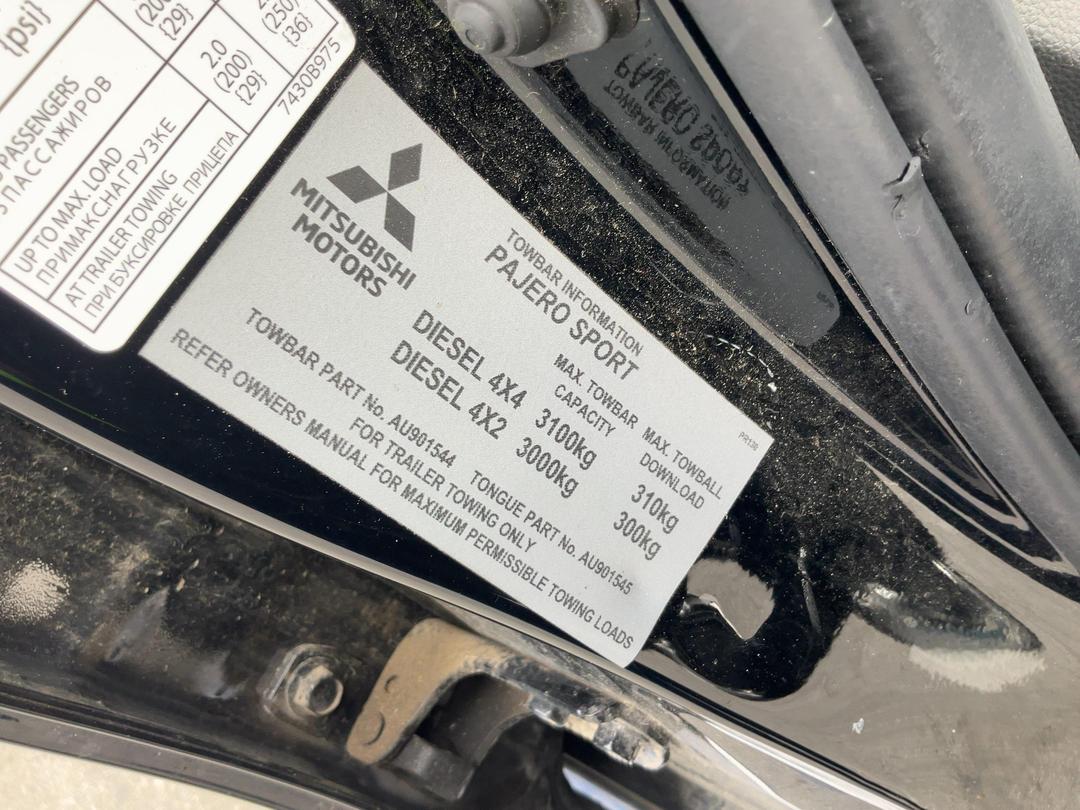 {psi}
{29}
(250)
{36}
PASSENGERS
ПАССАЖИРОВ
UP TO MAX. LOAD
ПРИ МАКС.НАГРУЗКЕ
2.0
(200)
{29}
AT TRAILER TOWING
ПРИ БУКСИРОВКЕ ПРИЦЕПА
7430B975
MITSUBISHI
MOTORS
TOWBAR INFORMATION
PAJERO SPORT
MAX. TOWBAR CAPACITY
MAX. TOWBALL DOWNLOAD
DIESEL 4X4 3100kg 310kg
DIESEL 4X2 3000kg 300kg
TOWBAR PART No. AU901544 TONGUE PART No. AU901545
FOR TRAILER TOWING ONLY
REFER OWNERS MANUAL FOR MAXIMUM PERMISSIBLE TOWING LOADS
PR138